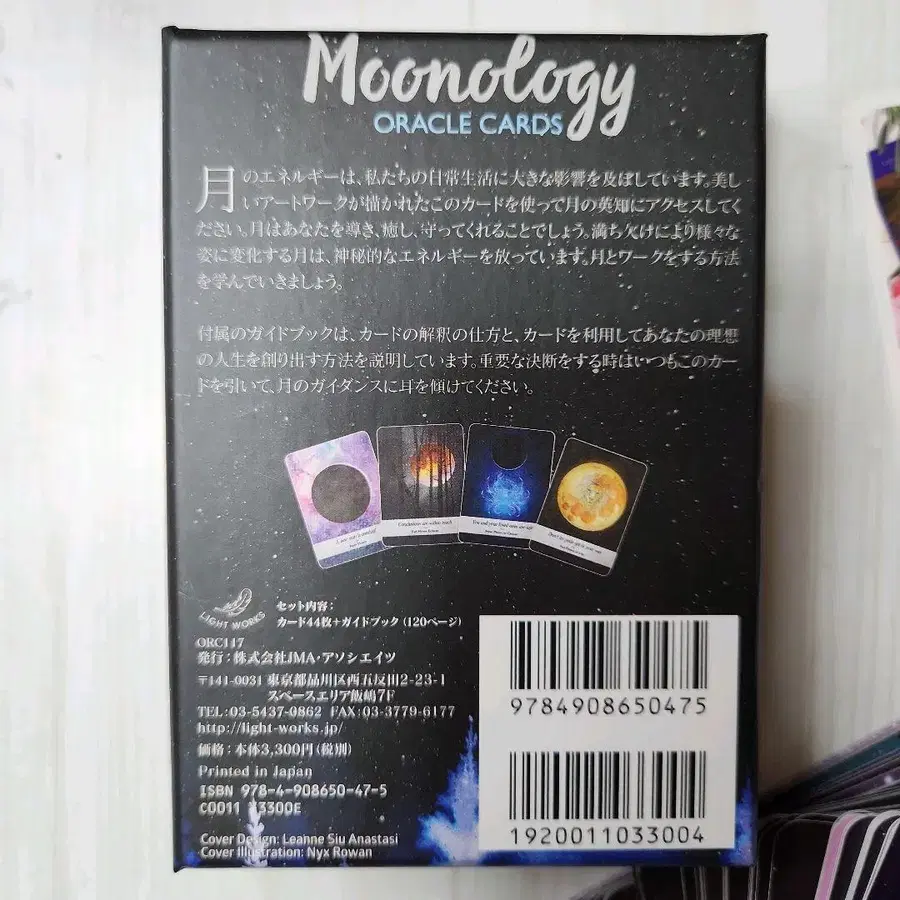 Moonology
ORACLE CARDS
月のエネルギーは、私たちの日常生活に大きな影響を及ぼしています。美し
いアートワークが描かれたこのカードを使って月の英知にアクセスしてく
ださい。月はあなたを導き、癒し、守ってくれることでしょう。満ち欠けにより様々な
姿に変化する月は、神秘的なエネルギーを放っています。月とワークをする方法
を学んでいきましょう。
付属のガイドブックは、カードの解釈の仕方と、カードを利用してあなたの理想
の人生を創り出す方法を説明しています。重要な決断をする時はいつもこのカー
ドを引いて、月のガイダンスに耳を傾けてください。
Conclusions are within reach
You and your loved ones are safe
LIGHT WORKS
セット内容：
カード44枚+ガイドブック（120ページ）
ORC117
発行：株式会社JMA・アソシエイツ
〒141-0031 東京都品川区西五反田2-23-1
スペースエリア飯嶋7F
TEL:03-5437-0862 FAX:03-3779-6177
http://light-works.jp/
価格：本体3,300円（税別）
Printed in Japan
ISBN 978-4-908650-47-5
C0011 ¥3300E
Cover Design: Leanne Siu Anastasi
Cover Illustration: Nyx Rowan
9784908650475
1920011033004